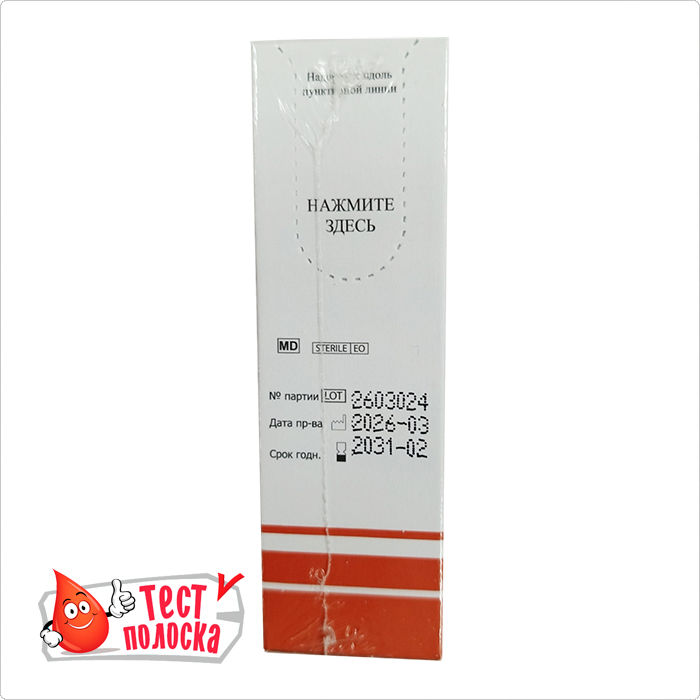 вдоль
линии
НАЖМИТЕ
ЗДЕСЬ
MD STERILE EO
№ партии LOT 2603024
Дата пр-ва 2026-03
Срок годн. 2031-02
ТЕСТ
ПОЛОСКА